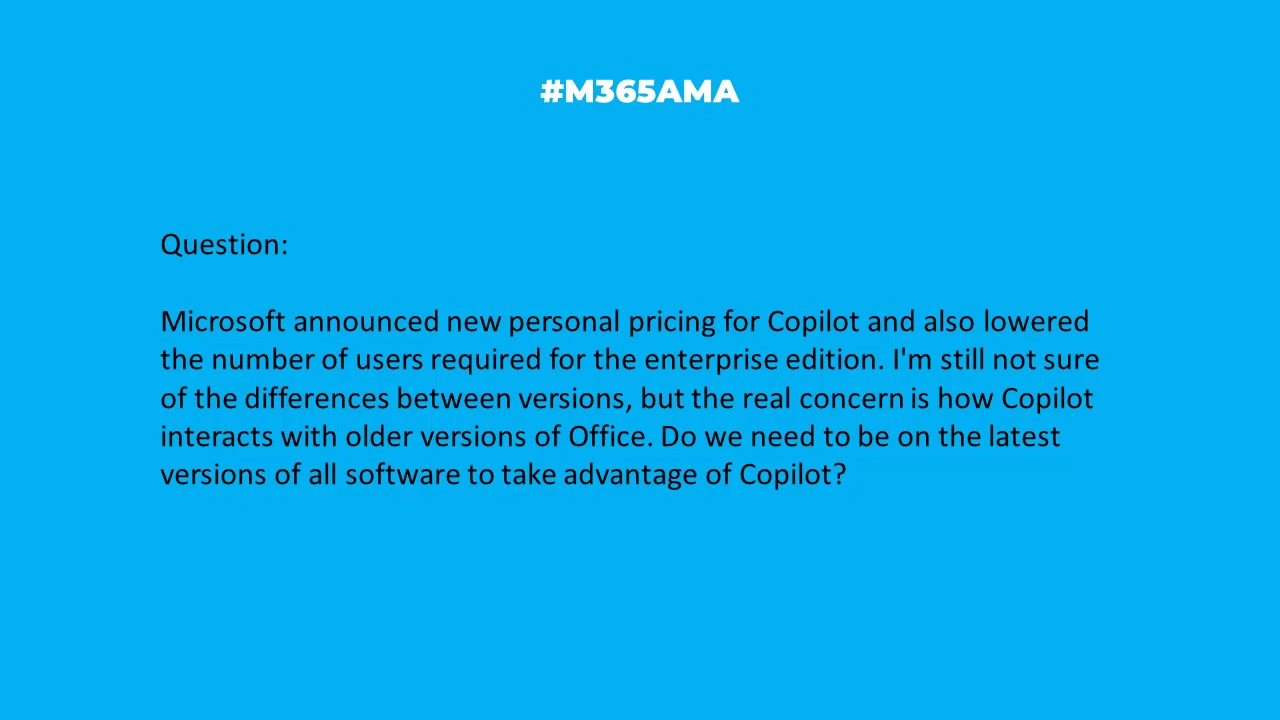 #M365AMA
Question:
Microsoft announced new personal pricing for Copilot and also lowered
the number of users required for the enterprise edition. I'm still not sure
of the differences between versions, but the real concern is how Copilot
interacts with older versions of Office. Do we need to be on the latest
versions of all software to take advantage of Copilot?